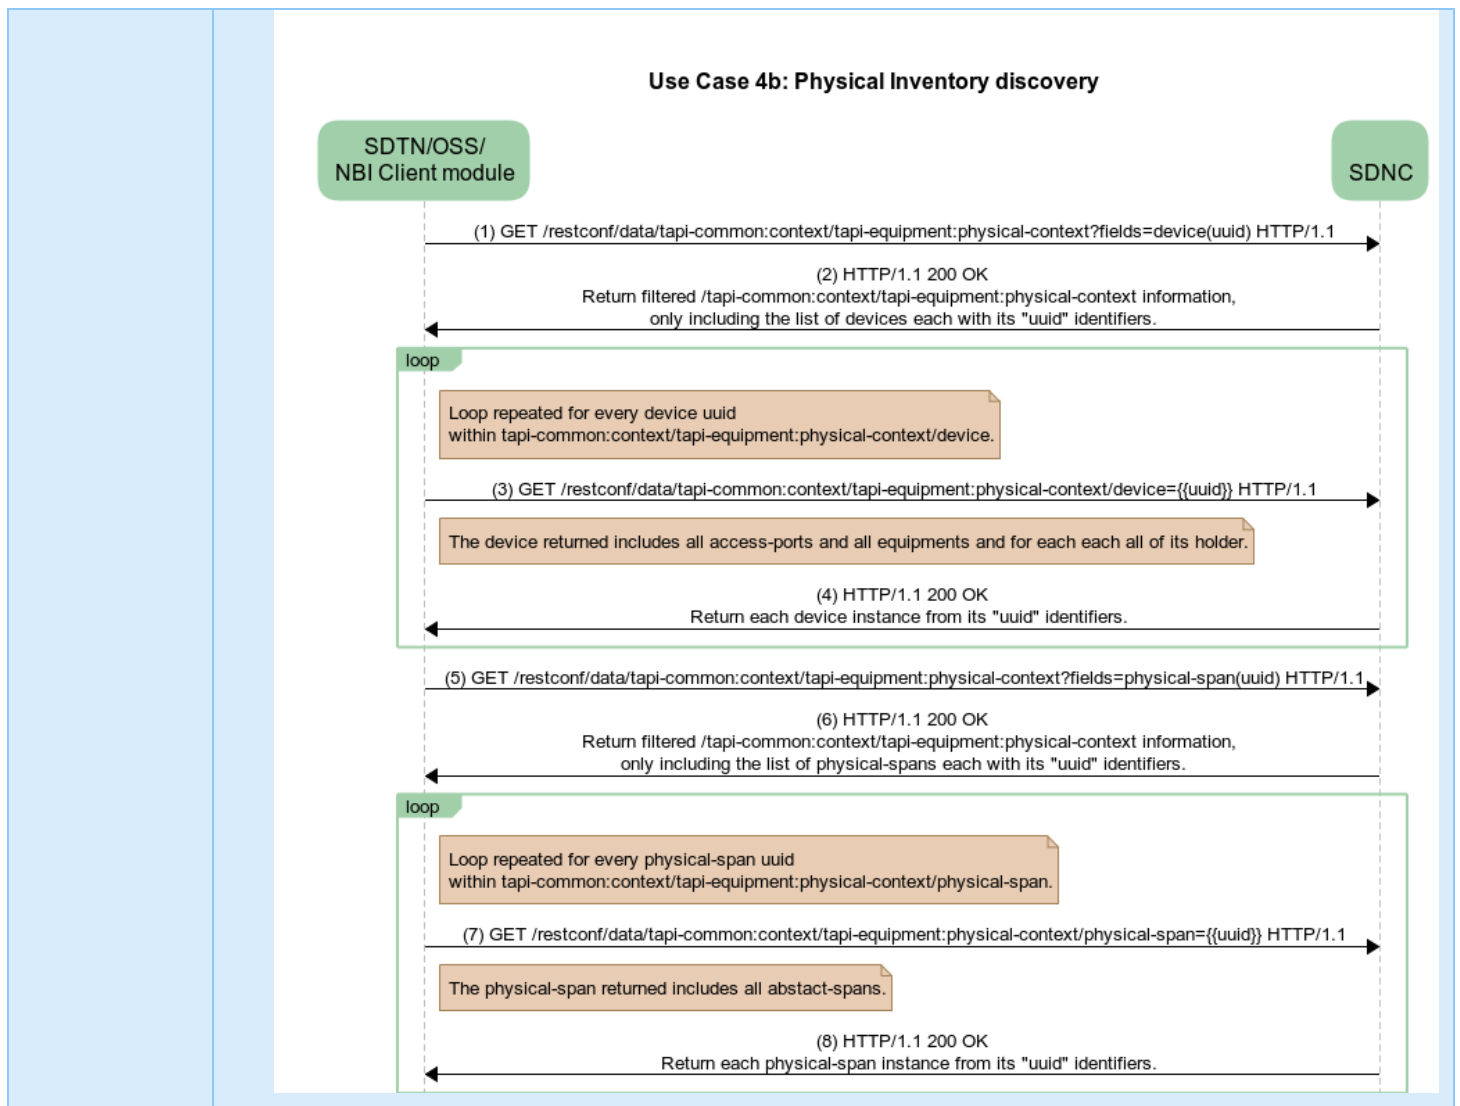 Use Case 4b: Physical Inventory discovery
SDTN/OSS/
NBI Client module
SDNC
(1) GET /restconf/data/tapi-common:context/tapi-equipment:physical-context?fields=device(uuid) HTTP/1.1
(2) HTTP/1.1 200 OK
Return filtered /tapi-common:context/tapi-equipment:physical-context information,
only including the list of devices each with its "uuid" identifiers.
loop
Loop repeated for every device uuid
within tapi-common:context/tapi-equipment:physical-context/device.
(3) GET /restconf/data/tapi-common:context/tapi-equipment:physical-context/device={{uuid}} HTTP/1.1
The device returned includes all access-ports and all equipments and for each each all of its holder.
(4) HTTP/1.1 200 OK
Return each device instance from its "uuid" identifiers.
(5) GET /restconf/data/tapi-common:context/tapi-equipment:physical-context?fields=physical-span(uuid) HTTP/1.1
(6) HTTP/1.1 200 OK
Return filtered /tapi-common:context/tapi-equipment:physical-context information,
only including the list of physical-spans each with its "uuid" identifiers.
loop
Loop repeated for every physical-span uuid
within tapi-common:context/tapi-equipment:physical-context/physical-span.
(7) GET /restconf/data/tapi-common:context/tapi-equipment:physical-context/physical-span={{uuid}} HTTP/1.1
The physical-span returned includes all abstact-spans.
(8) HTTP/1.1 200 OK
Return each physical-span instance from its "uuid" identifiers.